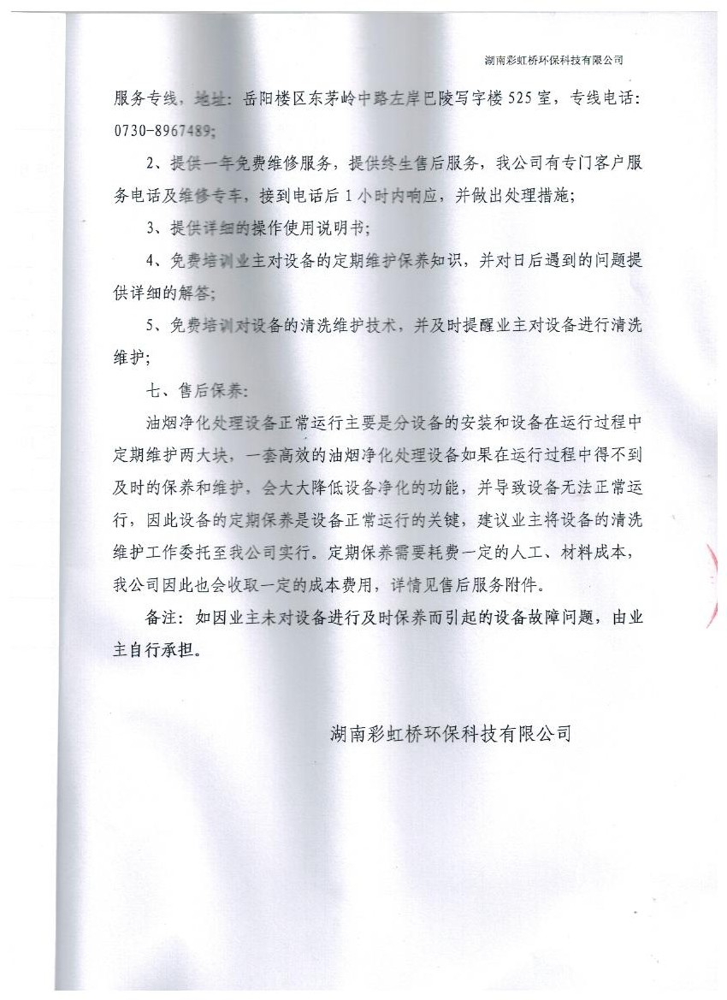 湖南彩虹桥环保科技有限公司
服务专线，地址：岳阳楼区东茅岭中路左岸巴陵写字楼 525 室，专线电话：
0730-8967489；
2、提供一年免费维修服务，提供终生售后服务，我公司有专门客户服
务电话及维修专车，接到电话后 1 小时内响应，并做出处理措施；
3、提供详细的操作使用说明书；
4、免费培训业主对设备的定期维护保养知识，并对日后遇到的问题提
供详细的解答；
5、免费培训对设备的清洗维护技术，并及时提醒业主对设备进行清洗
维护；
七、售后保养：
油烟净化处理设备正常运行主要是分设备的安装和设备在运行过程中
定期维护两大块，一套高效的油烟净化处理设备如果在运行过程中得不到
及时的保养和维护，会大大降低设备净化的功能，并导致设备无法正常运
行，因此设备的定期保养是设备正常运行的关键，建议业主将设备的清洗
维护工作委托至我公司实行。定期保养需要耗费一定的人工、材料成本，
我公司因此也会收取一定的成本费用，详情见售后服务附件。
备注：如因业主未对设备进行及时保养而引起的设备故障问题，由业
主自行承担。
湖南彩虹桥环保科技有限公司